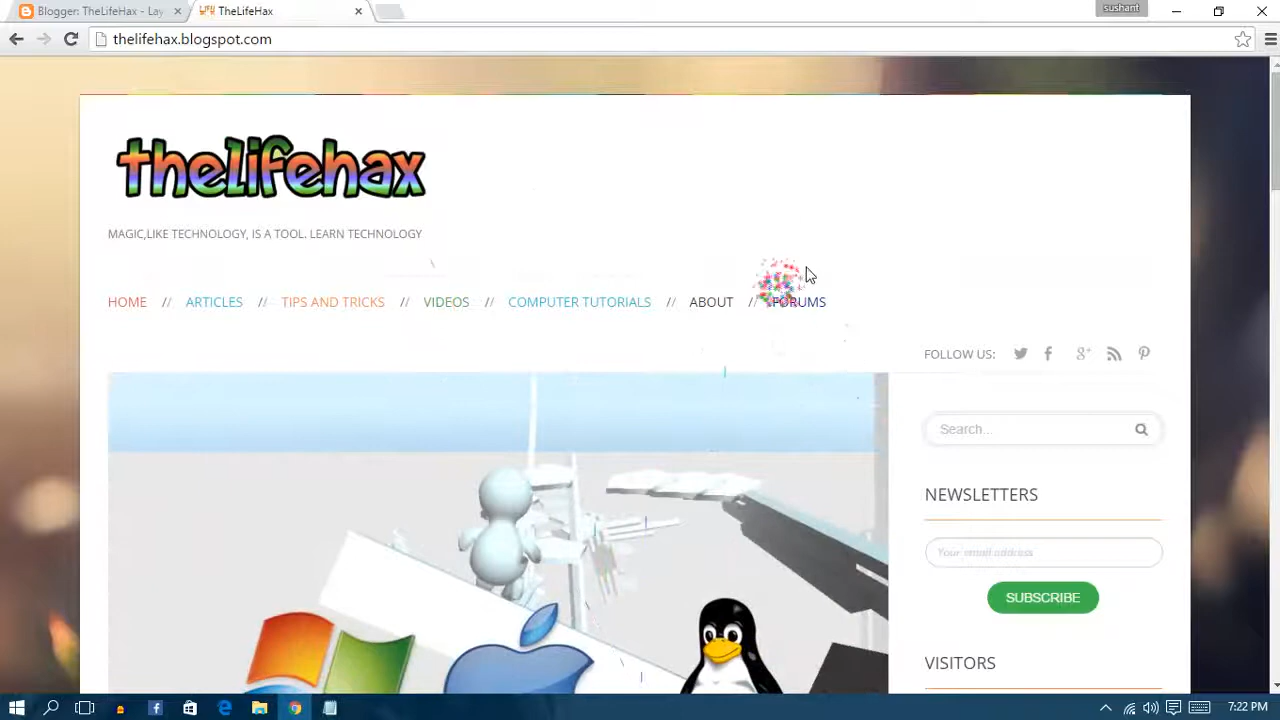 Blogger: TheLifeHax - Lay
TheLifeHax
sushant
thelifehax.blogspot.com
thelifehax
MAGIC,LIKE TECHNOLOGY, IS A TOOL. LEARN TECHNOLOGY
HOME // ARTICLES // TIPS AND TRICKS // VIDEOS // COMPUTER TUTORIALS // ABOUT // FORUMS
FOLLOW US:
Search...
NEWSLETTERS
Your email address
SUBSCRIBE
VISITORS
7:22 PM